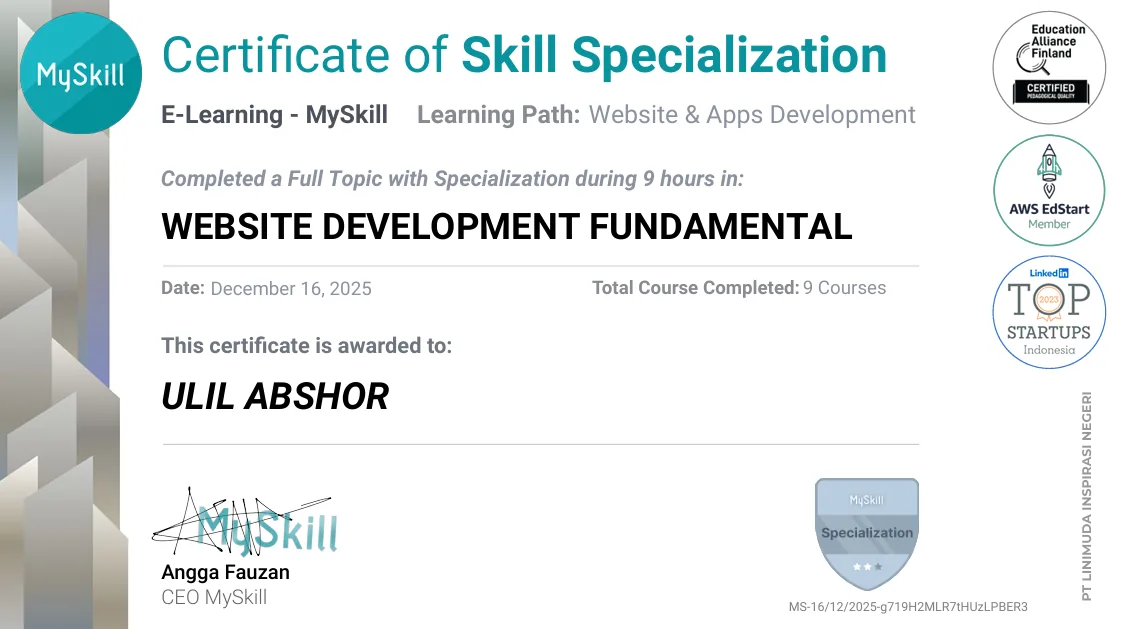 MySkill
Certificate of Skill Specialization
E-Learning - MySkill Learning Path: Website & Apps Development
Completed a Full Topic with Specialization during 9 hours in:
WEBSITE DEVELOPMENT FUNDAMENTAL
Date: December 16, 2025 Total Course Completed: 9 Courses
This certificate is awarded to:
ULIL ABSHOR
MySkill
Angga Fauzan
CEO MySkill
MySkill
Specialization
MS-16/12/2025-g719H2MLR7tHUzLPBER3
Education
Alliance
Finland
CERTIFIED
PEDAGOGICAL QUALITY
AWS EdStart
Member
LinkedIn
TOP
2023
STARTUPS
Indonesia
PT LINIMUDA INSPIRASI NEGERI